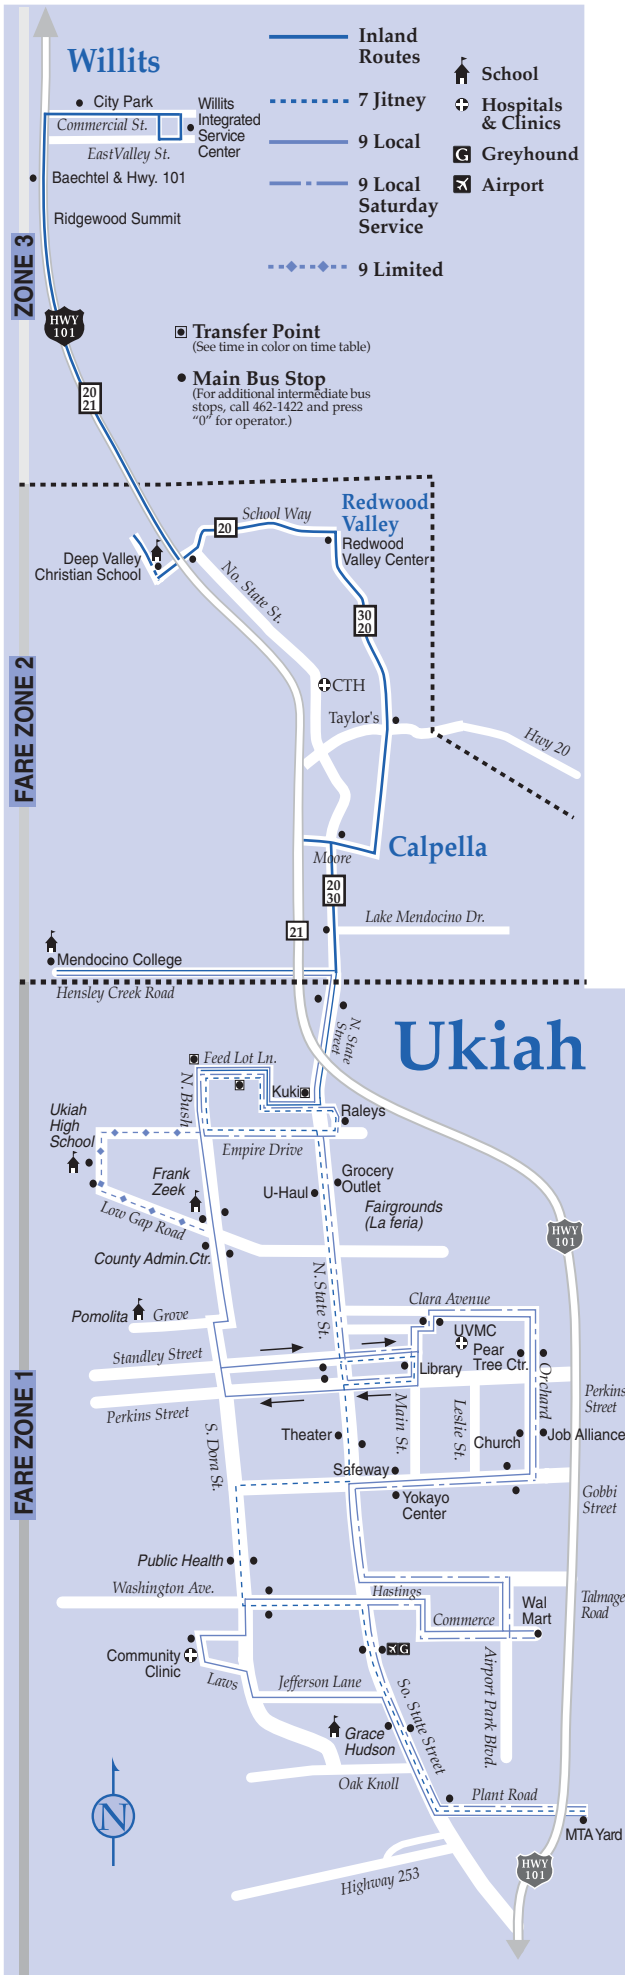 Willits
Inland
Routes
7 Jitney
9 Local
9 Local
Saturday
Service
9 Limited
School
Hospitals
& Clinics
G Greyhound
Airport
City Park
Commercial St.
Willits
Integrated
Service
Center
EastValley St.
Baechtel & Hwy. 101
Ridgewood Summit
ZONE 3
HWY
101
Transfer Point
(See time in color on time table)
Main Bus Stop
(For additional intermediate bus
stops, call 462-1422 and press
“0” for operator.)
20
21
Redwood
Valley
School Way
20
Redwood
Valley Center
Deep Valley
Christian School
No. State St.
30
20
FARE ZONE 2
CTH
Taylor's
Hwy 20
Calpella
Moore
20
30
Lake Mendocino Dr.
21
Mendocino College
Hensley Creek Road
Ukiah
N. State
Street
Feed Lot Ln.
N. Bush
Kuki
Raleys
Ukiah
High
School
Empire Drive
Frank
Zeek
U-Haul
Grocery
Outlet
Fairgrounds
(La feria)
Low Gap Road
HWY
101
County Admin.Ctr.
N. State St.
Clara Avenue
Pomolita
Grove
UVMC
Pear
Tree Ctr.
Standley Street
Library
Orchard
Perkins
Street
Perkins Street
FARE ZONE 1
S. Dora St.
Main St.
Leslie St.
Theater
Church
Job Alliance
Safeway
Yokayo
Center
Gobbi
Street
Public Health
Washington Ave.
Hastings
Wal
Mart
Talmage
Road
Commerce
Community
Clinic
G
Laws
Jefferson Lane
So. State Street
Airport Park Blvd.
Grace
Hudson
Oak Knoll
Plant Road
N
MTA Yard
HWY
101
Highway 253